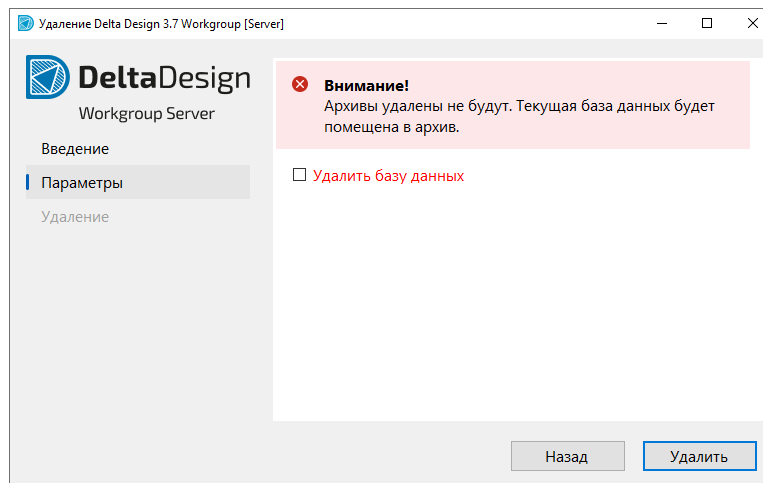 Удаление Delta Design 3.7 Workgroup [Server]
DeltaDesign
Workgroup Server
Введение
Параметры
Удаление
Внимание!
Архивы удалены не будут. Текущая база данных будет
помещена в архив.
Удалить базу данных
Назад
Удалить